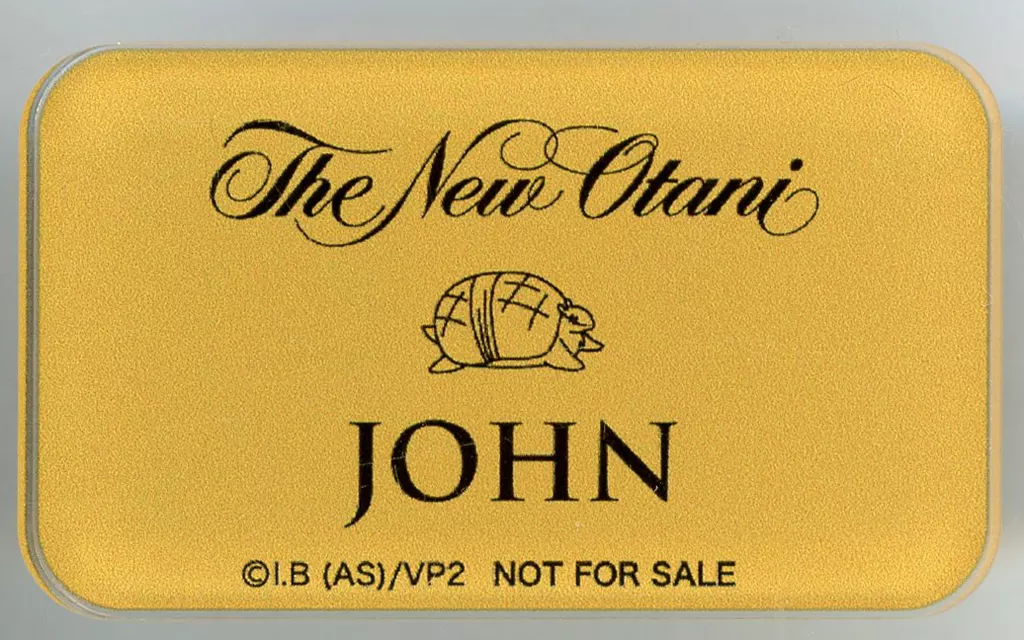 The New Otani
JOHN
©I.B (AS)/VP2 NOT FOR SALE